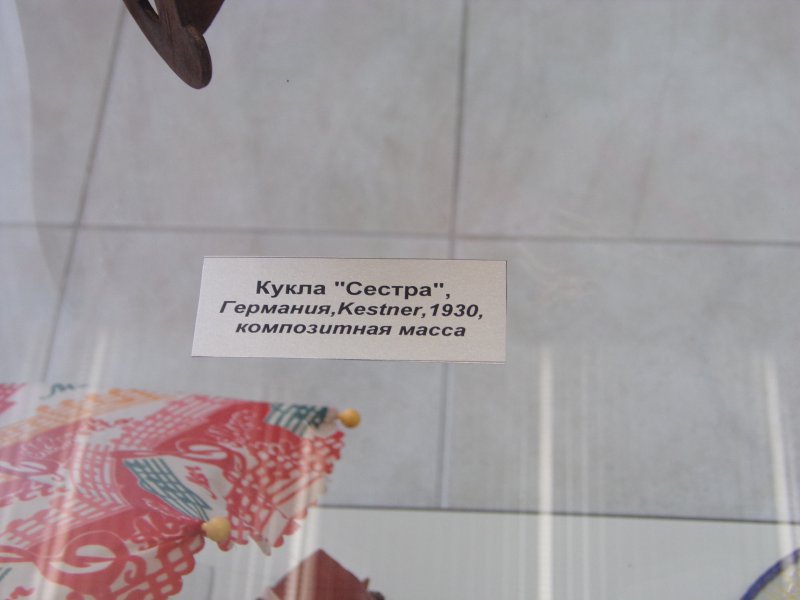 Кукла "Сестра",
Германия,Kestner,1930,
композитная масса